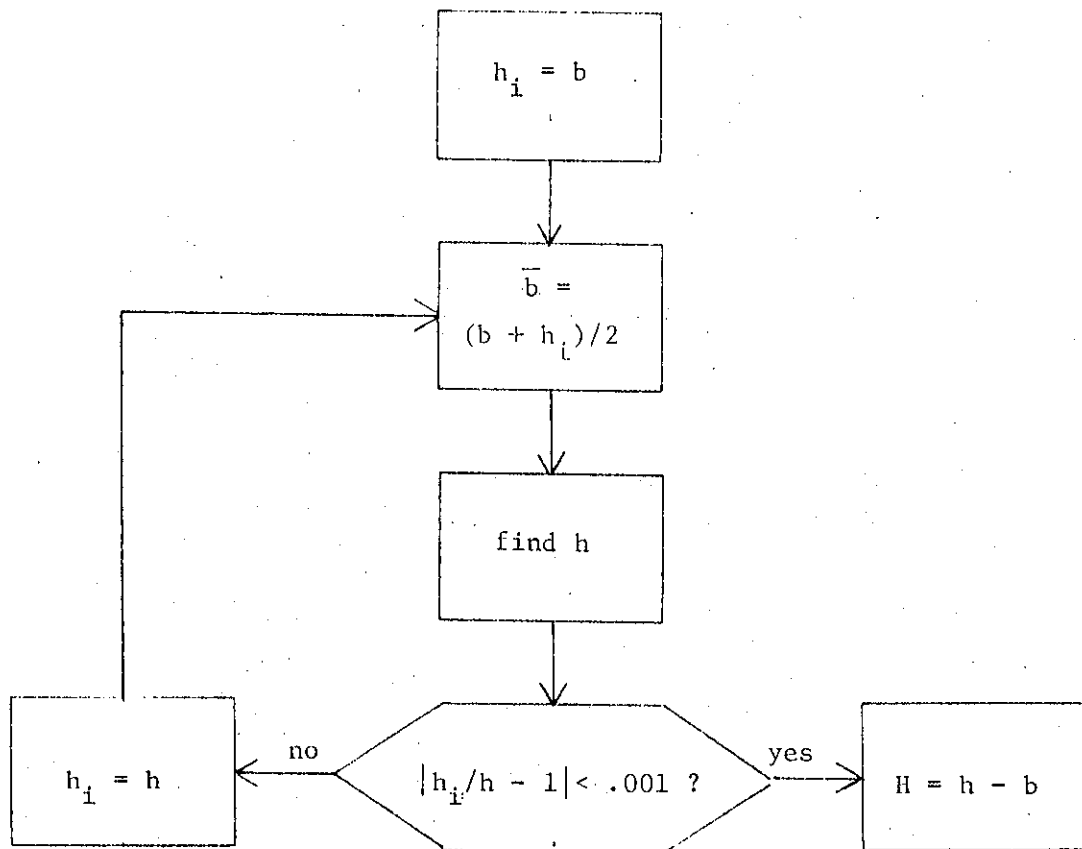 h_i = b
b̄ =
(b + h_i)/2
find h
no
|h_i/h - 1| < .001 ?
yes
h_i = h
H = h - b